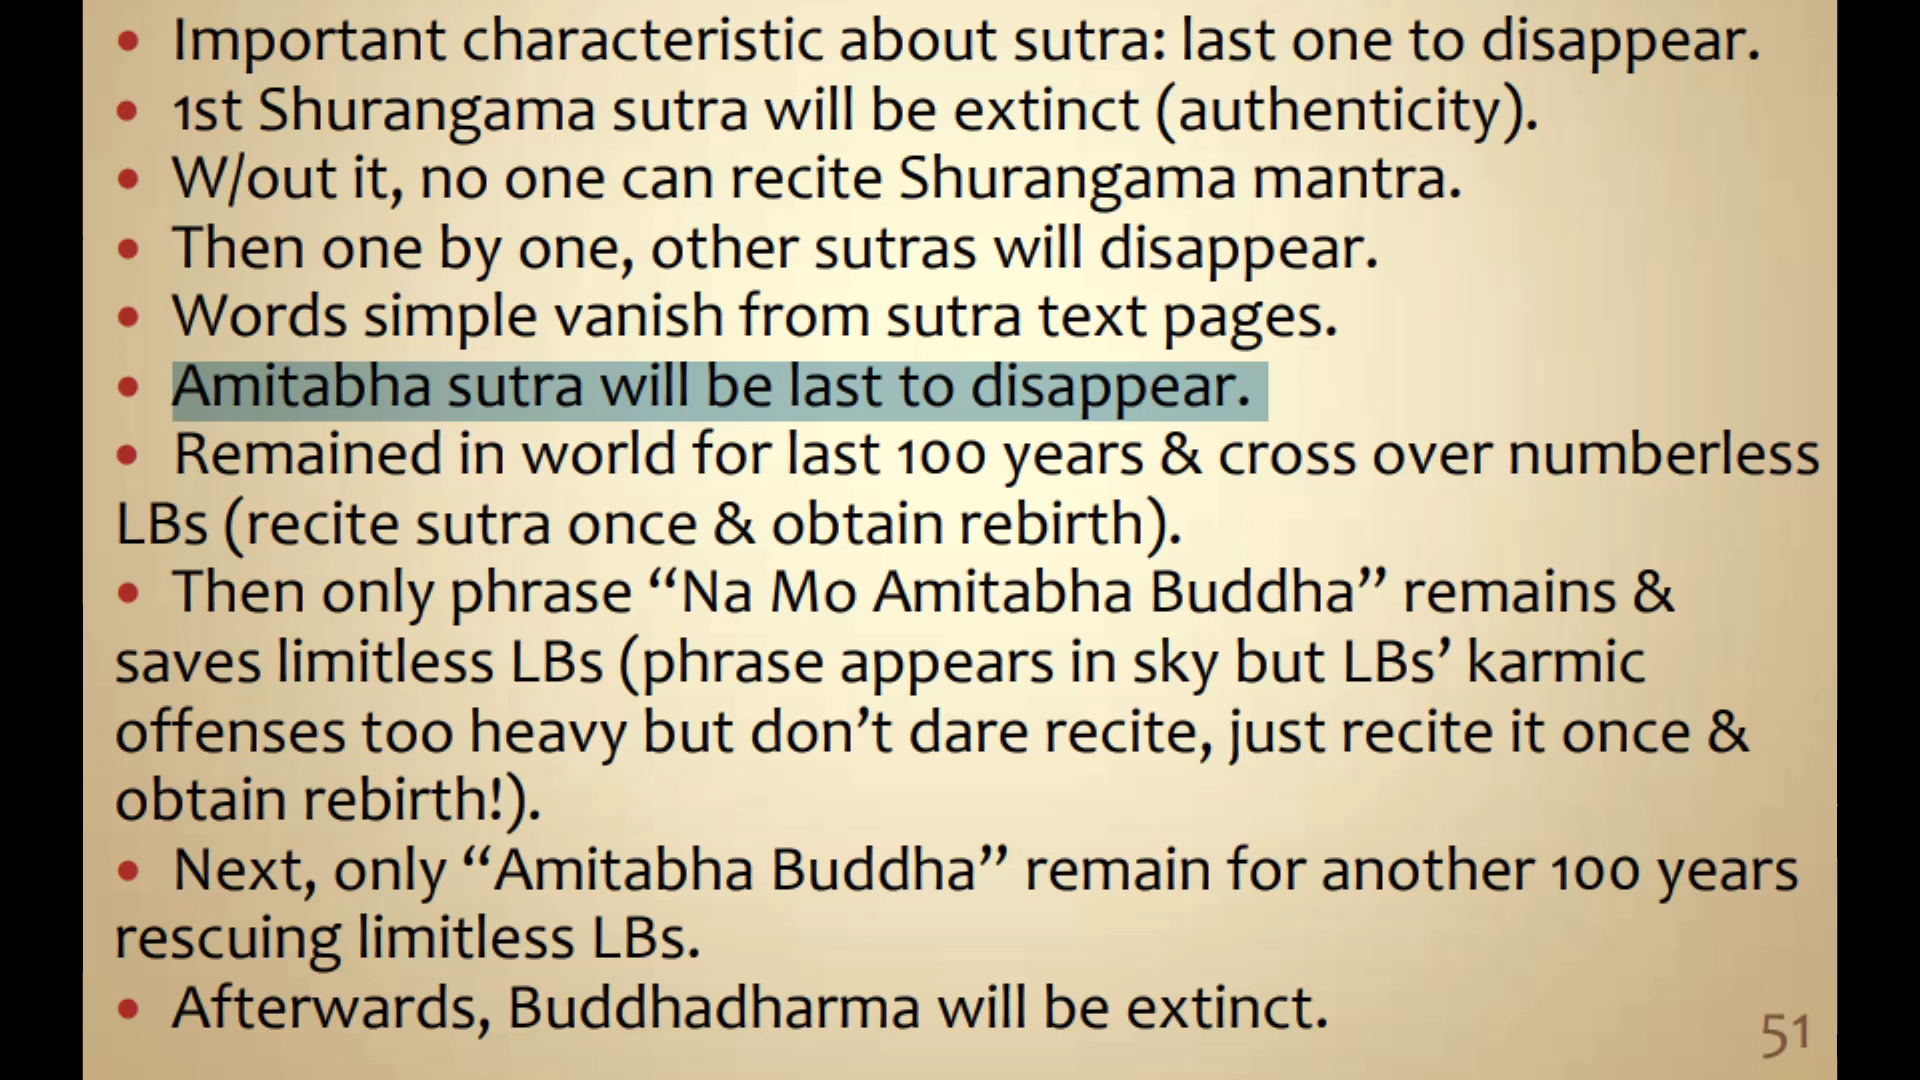 • Important characteristic about sutra: last one to disappear.
• 1st Shurangama sutra will be extinct (authenticity).
• W/out it, no one can recite Shurangama mantra.
• Then one by one, other sutras will disappear.
• Words simple vanish from sutra text pages.
• Amitabha sutra will be last to disappear.
• Remained in world for last 100 years & cross over numberless
LBs (recite sutra once & obtain rebirth).
• Then only phrase “Na Mo Amitabha Buddha” remains &
saves limitless LBs (phrase appears in sky but LBs’ karmic
offenses too heavy but don’t dare recite, just recite it once &
obtain rebirth!).
• Next, only “Amitabha Buddha” remain for another 100 years
rescuing limitless LBs.
• Afterwards, Buddhadharma will be extinct.
51